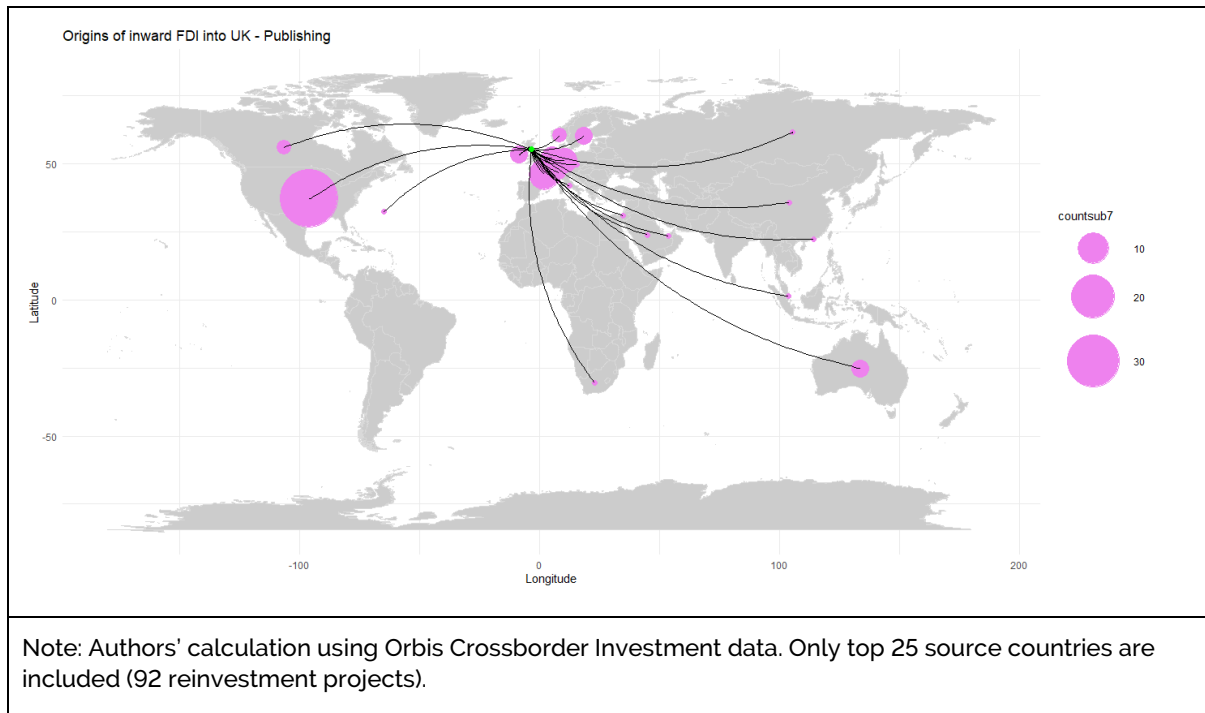 Origins of inward FDI into UK - Publishing
50
0
-50
Latitude
-100
0
100
200
Longitude
countsub7
10
20
30
Note: Authors’ calculation using Orbis Crossborder Investment data. Only top 25 source countries are
included (92 reinvestment projects).